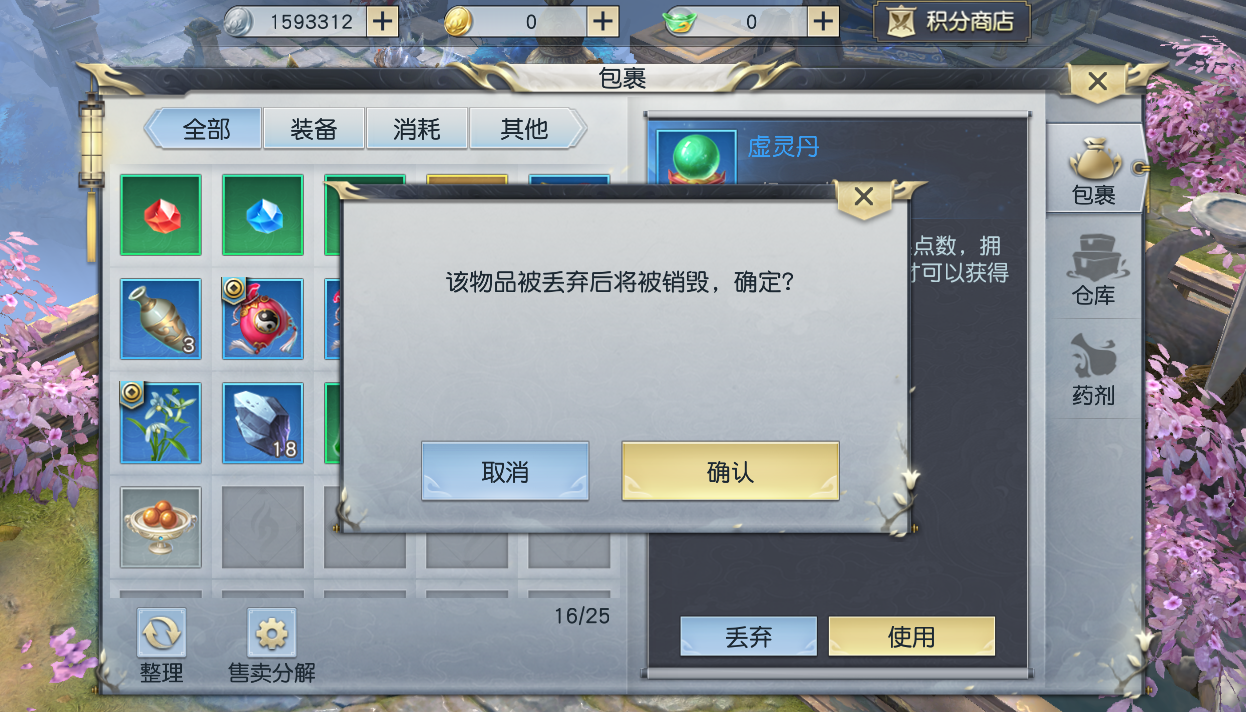 1593312
0
0
积分商店
包裹
全部
装备
消耗
其他
虚灵丹
包裹
点数，拥
可以获得
该物品被丢弃后将被销毁，确定?
仓库
3
药剂
18
取消
确认
16/25
丢弃
使用
整理
售卖分解